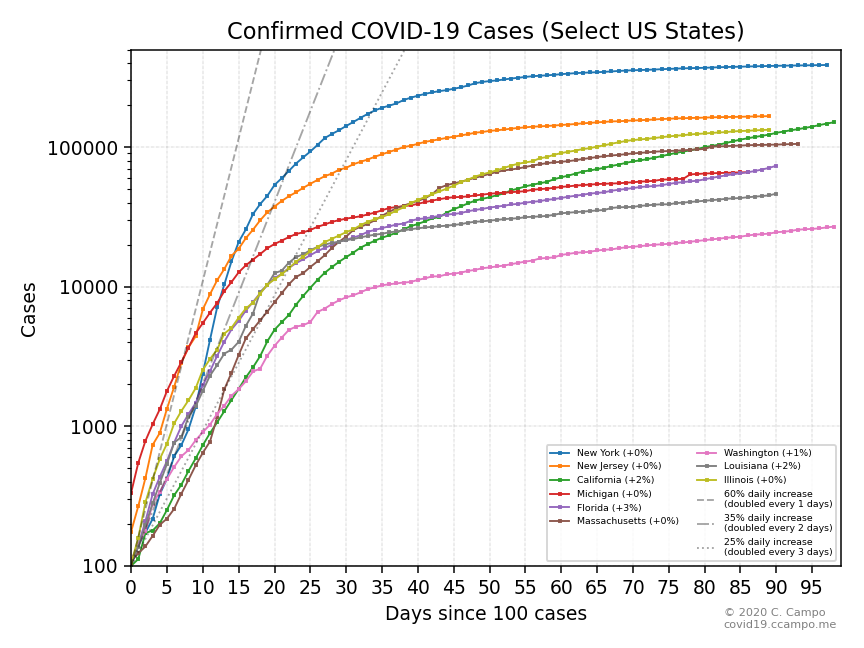 Confirmed COVID-19 Cases (Select US States)
Cases
100000
10000
1000
100
New York (+0%)
New Jersey (+0%)
California (+2%)
Michigan (+0%)
Florida (+3%)
Massachusetts (+0%)
Washington (+1%)
Louisiana (+2%)
Illinois (+0%)
60% daily increase
(doubled every 1 days)
35% daily increase
(doubled every 2 days)
25% daily increase
(doubled every 3 days)
0 5 10 15 20 25 30 35 40 45 50 55 60 65 70 75 80 85 90 95
Days since 100 cases
© 2020 C. Campo
covid19.ccampo.me